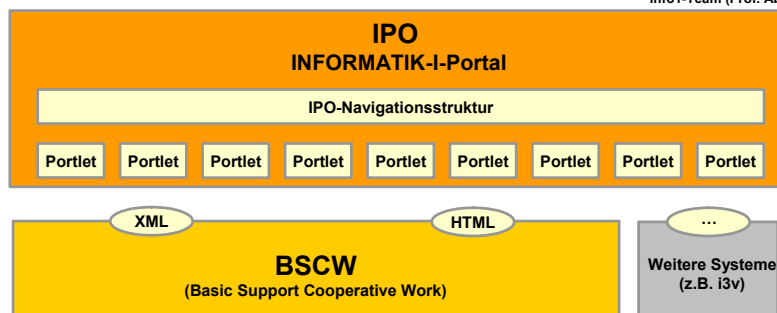 IPO
INFORMATIK-I-Portal
IPO-Navigationsstruktur
Portlet Portlet Portlet Portlet Portlet Portlet Portlet Portlet Portlet
XML HTML ...
BSCW
(Basic Support Cooperative Work)
Weitere Systeme
(z.B. i3v)